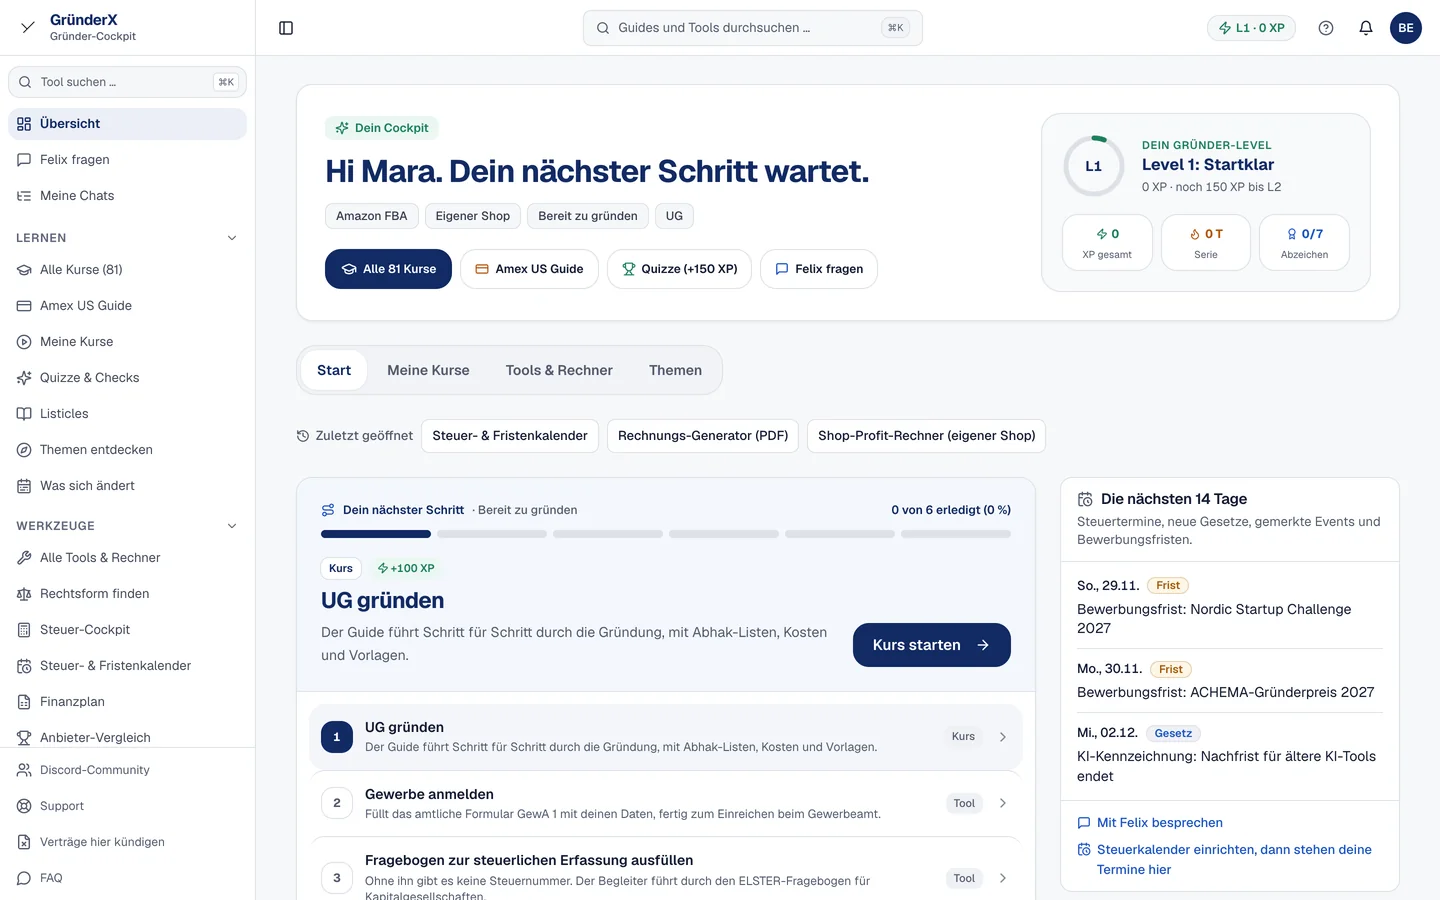 GründerX
Gründer-Cockpit
Tool suchen …
⌘K
Übersicht
Felix fragen
Meine Chats
LERNEN
Alle Kurse (81)
Amex US Guide
Meine Kurse
Quizze & Checks
Listicles
Themen entdecken
Was sich ändert
WERKZEUGE
Alle Tools & Rechner
Rechtsform finden
Steuer-Cockpit
Steuer- & Fristenkalender
Finanzplan
Anbieter-Vergleich
Discord-Community
Support
Verträge hier kündigen
FAQ
Guides und Tools durchsuchen …
⌘K
L1 · 0 XP
BE
Dein Cockpit
Hi Mara. Dein nächster Schritt wartet.
Amazon FBA
Eigener Shop
Bereit zu gründen
UG
Alle 81 Kurse
Amex US Guide
Quizze (+150 XP)
Felix fragen
L1
DEIN GRÜNDER-LEVEL
Level 1: Startklar
0 XP · noch 150 XP bis L2
0
XP gesamt
0 T
Serie
0/7
Abzeichen
Start
Meine Kurse
Tools & Rechner
Themen
Zuletzt geöffnet
Steuer- & Fristenkalender
Rechnungs-Generator (PDF)
Shop-Profit-Rechner (eigener Shop)
Dein nächster Schritt · Bereit zu gründen
0 von 6 erledigt (0 %)
Kurs
+100 XP
UG gründen
Der Guide führt Schritt für Schritt durch die Gründung, mit Abhak-Listen, Kosten
und Vorlagen.
Kurs starten
1
UG gründen
Der Guide führt Schritt für Schritt durch die Gründung, mit Abhak-Listen, Kosten und Vorlagen.
Kurs
2
Gewerbe anmelden
Füllt das amtliche Formular GewA 1 mit deinen Daten, fertig zum Einreichen beim Gewerbeamt.
Tool
3
Fragebogen zur steuerlichen Erfassung ausfüllen
Ohne ihn gibt es keine Steuernummer. Der Begleiter führt durch den ELSTER-Fragebogen für
Kapitalgesellschaften.
Tool
Die nächsten 14 Tage
Steuertermine, neue Gesetze, gemerkte Events und
Bewerbungsfristen.
So., 29.11.
Frist
Bewerbungsfrist: Nordic Startup Challenge
2027
Mo., 30.11.
Frist
Bewerbungsfrist: ACHEMA-Gründerpreis 2027
Mi., 02.12.
Gesetz
KI-Kennzeichnung: Nachfrist für ältere KI-Tools
endet
Mit Felix besprechen
Steuerkalender einrichten, dann stehen deine
Termine hier